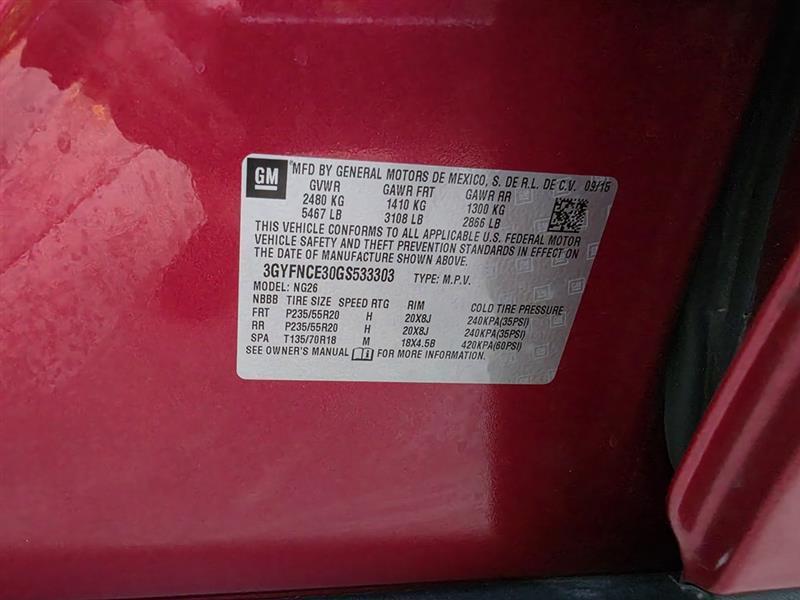 GM ® MFD BY GENERAL MOTORS DE MEXICO, S. DE R.L. DE C.V. 09/15
GVWR GAWR FRT GAWR RR
2480 KG 1410 KG 1300 KG
5467 LB 3108 LB 2866 LB
THIS VEHICLE CONFORMS TO ALL APPLICABLE U.S. FEDERAL MOTOR
VEHICLE SAFETY AND THEFT PREVENTION STANDARDS IN EFFECT ON
THE DATE OF MANUFACTURE SHOWN ABOVE.
3GYFNCE30GS533303 TYPE: M.P.V.
MODEL: NG26
NBBB TIRE SIZE SPEED RTG RIM COLD TIRE PRESSURE
FRT P235/55R20 H 20X8J 240KPA(35PSI)
RR P235/55R20 H 20X8J 240KPA(35PSI)
SPA T135/70R18 M 18X4.5B 420KPA(60PSI)
SEE OWNER'S MANUAL FOR MORE INFORMATION.